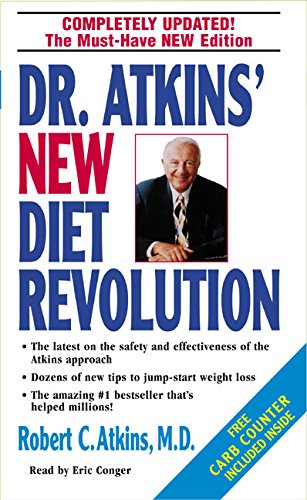 COMPLETELY UPDATED!
The Must-Have NEW Edition
DR. ATKINS'
NEW
DIET
REVOLUTION
• The latest on the safety and effectiveness of the
Atkins approach
• Dozens of new tips to jump-start weight loss
• The amazing #1 bestseller that's
helped millions!
Robert C. Atkins, M.D.
Read by Eric Conger
FREE
CARB COUNTER
INCLUDED INSIDE